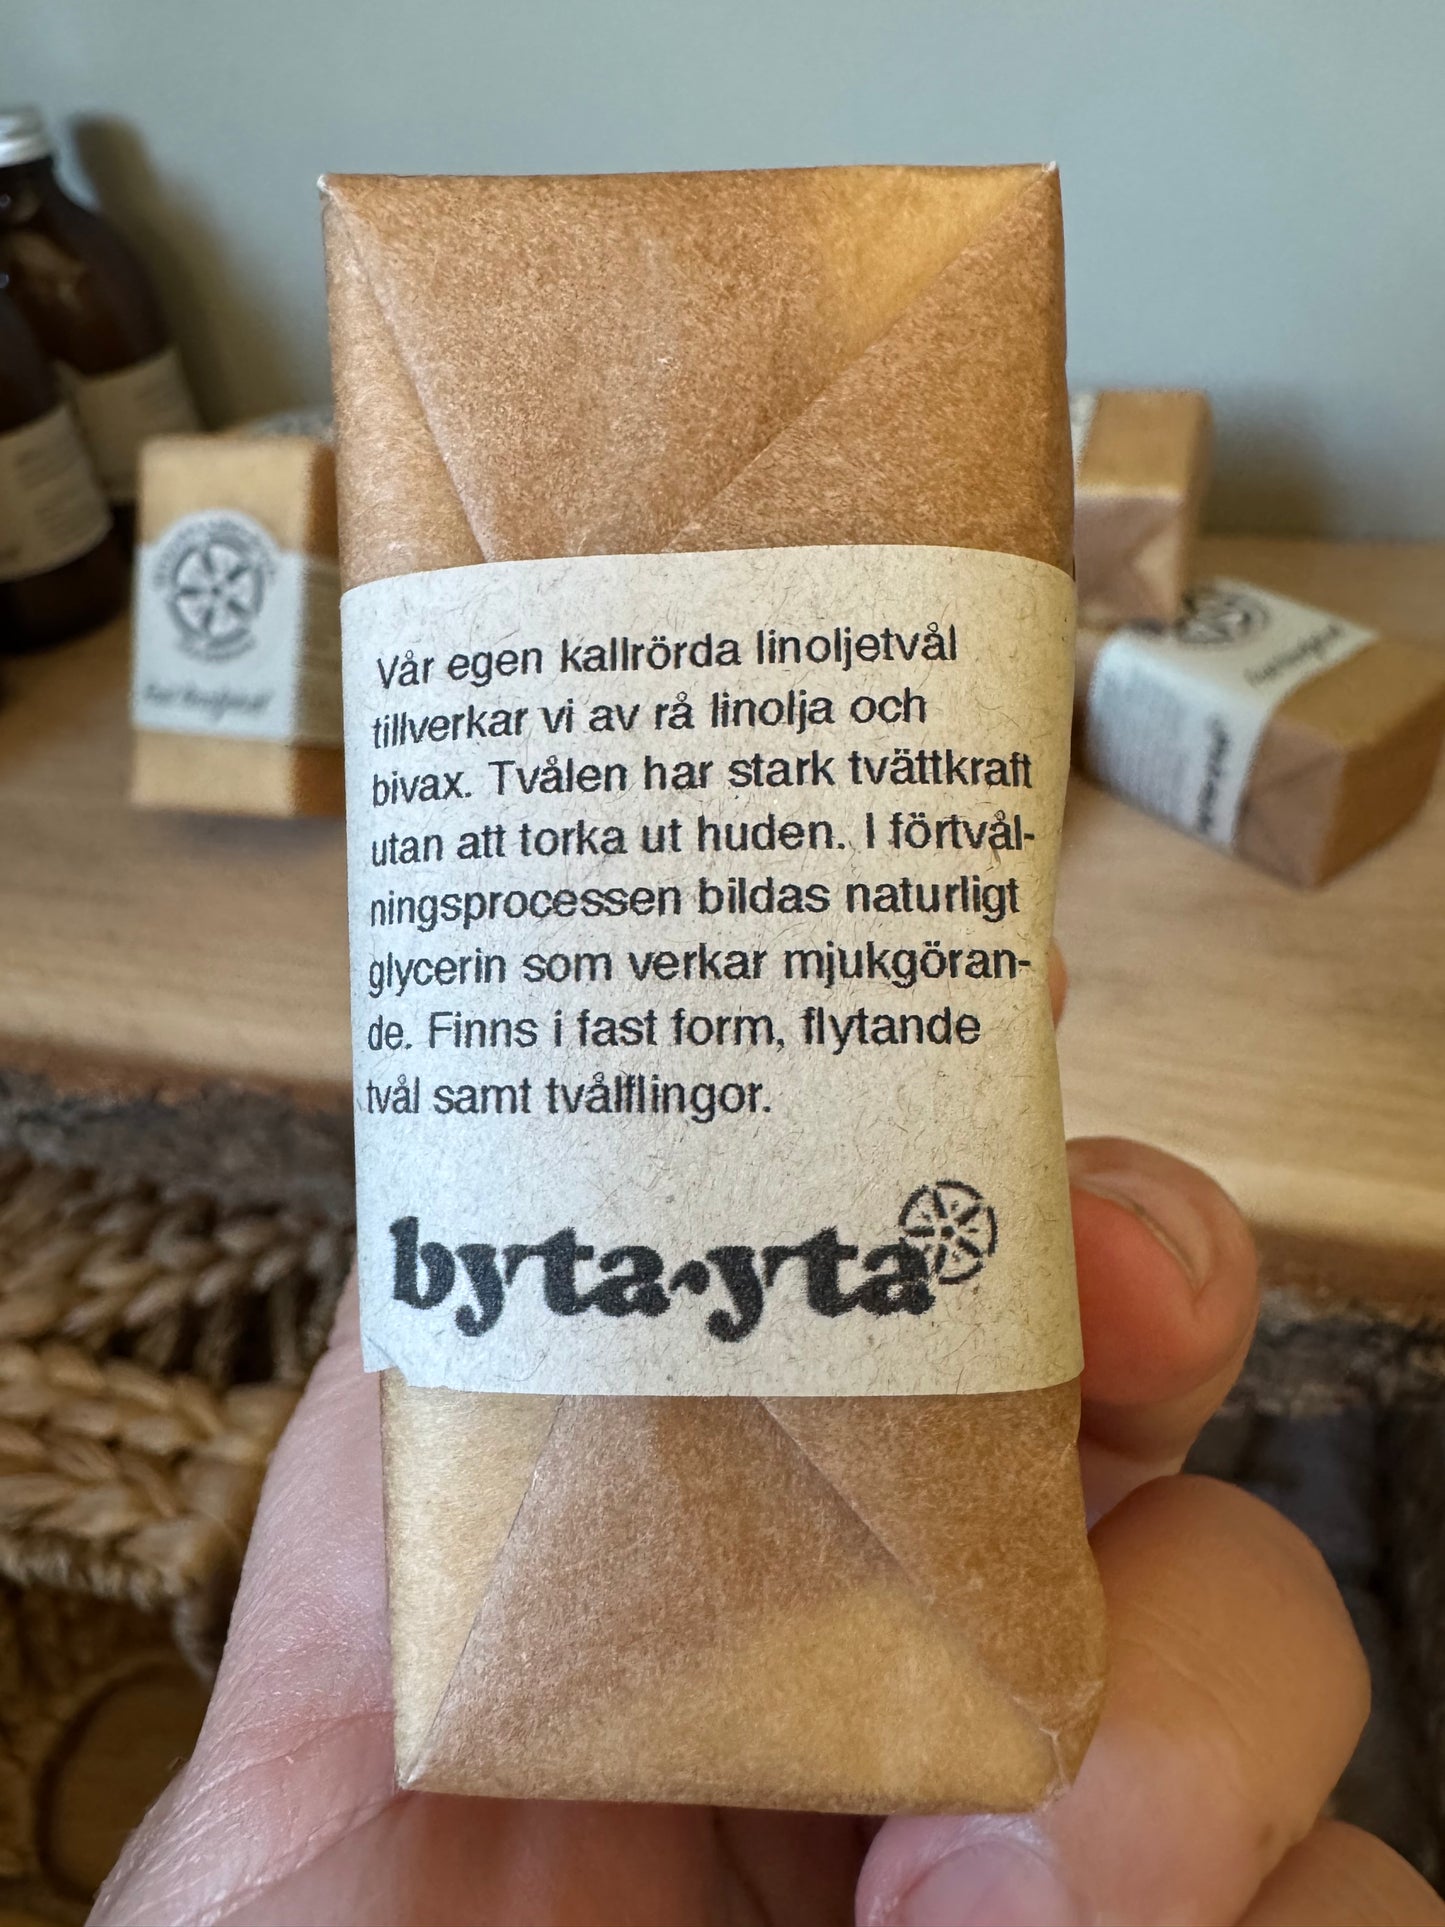 Vår egen kallrörda linoljetvål
tillverkar vi av rå linolja och
bivax. Tvålen har stark tvättkraft
utan att torka ut huden. I förtvål-
ningsprocessen bildas naturligt
glycerin som verkar mjukgöran-
de. Finns i fast form, flytande
tvål samt tvålflingor.
byta-yta